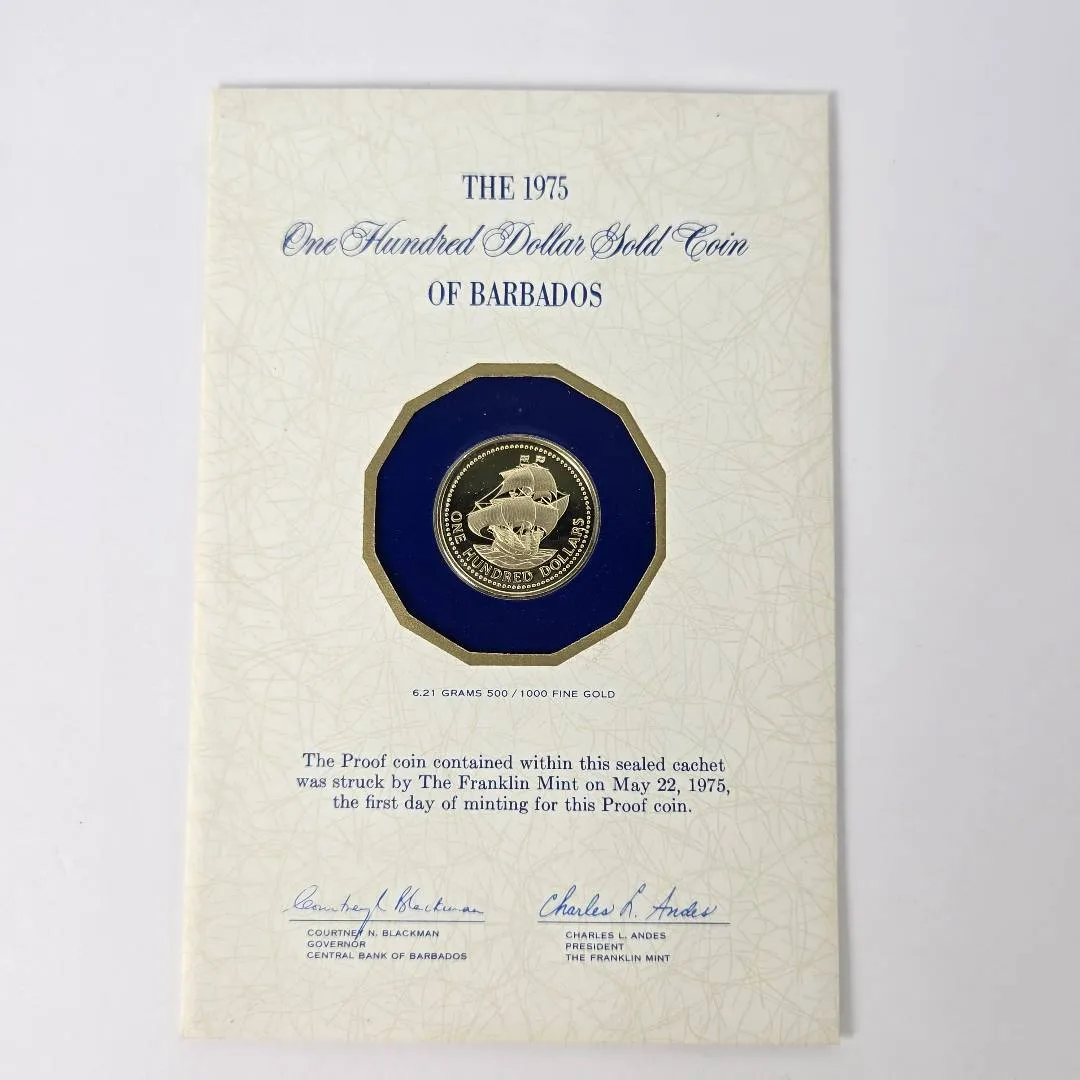 THE 1975
One Hundred Dollar Gold Coin
OF BARBADOS
ONE HUNDRED DOLLARS
6.21 GRAMS 500 / 1000 FINE GOLD
The Proof coin contained within this sealed cachet
was struck by The Franklin Mint on May 22, 1975,
the first day of minting for this Proof coin.
Courtney N Blackman
Charles L. Andes
COURTNEY N. BLACKMAN
GOVERNOR
CENTRAL BANK OF BARBADOS
CHARLES L. ANDES
PRESIDENT
THE FRANKLIN MINT